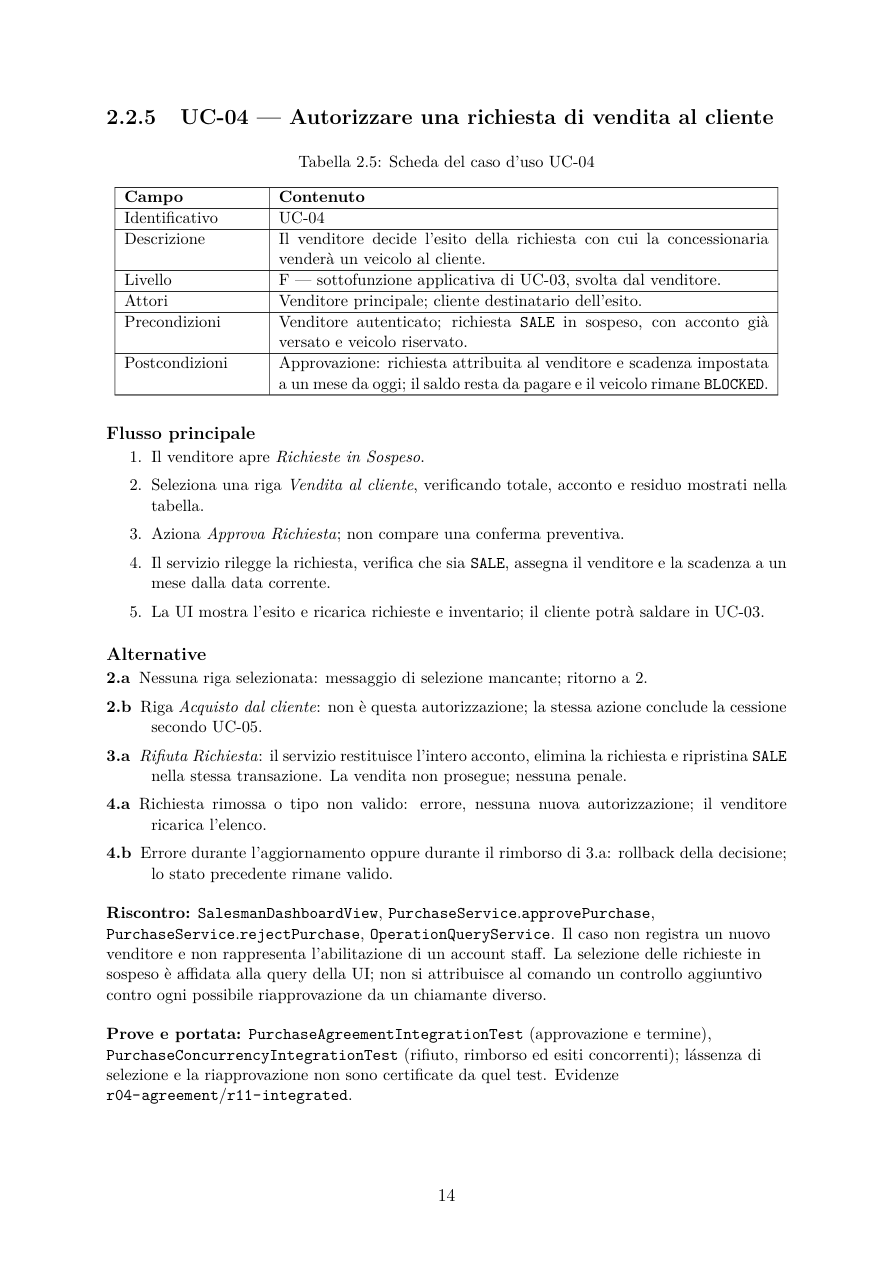 2.2.5 UC-04 — Autorizzare una richiesta di vendita al cliente
Tabella 2.5: Scheda del caso d'uso UC-04
Campo Contenuto
Identificativo UC-04
Descrizione Il venditore decide l'esito della richiesta con cui la concessionaria
venderà un veicolo al cliente.
Livello F — sottofunzione applicativa di UC-03, svolta dal venditore.
Attori Venditore principale; cliente destinatario dell'esito.
Precondizioni Venditore autenticato; richiesta SALE in sospeso, con acconto già
versato e veicolo riservato.
Postcondizioni Approvazione: richiesta attribuita al venditore e scadenza impostata
a un mese da oggi; il saldo resta da pagare e il veicolo rimane BLOCKED.
Flusso principale
1. Il venditore apre Richieste in Sospeso.
2. Seleziona una riga Vendita al cliente, verificando totale, acconto e residuo mostrati nella
tabella.
3. Aziona Approva Richiesta; non compare una conferma preventiva.
4. Il servizio rilegge la richiesta, verifica che sia SALE, assegna il venditore e la scadenza a un
mese dalla data corrente.
5. La UI mostra l'esito e ricarica richieste e inventario; il cliente potrà saldare in UC-03.
Alternative
2.a Nessuna riga selezionata: messaggio di selezione mancante; ritorno a 2.
2.b Riga Acquisto dal cliente: non è questa autorizzazione; la stessa azione conclude la cessione
secondo UC-05.
3.a Rifiuta Richiesta: il servizio restituisce l'intero acconto, elimina la richiesta e ripristina SALE
nella stessa transazione. La vendita non prosegue; nessuna penale.
4.a Richiesta rimossa o tipo non valido: errore, nessuna nuova autorizzazione; il venditore
ricarica l'elenco.
4.b Errore durante l'aggiornamento oppure durante il rimborso di 3.a: rollback della decisione;
lo stato precedente rimane valido.
Riscontro: SalesmanDashboardView, PurchaseService.approvePurchase,
PurchaseService.rejectPurchase, OperationQueryService. Il caso non registra un nuovo
venditore e non rappresenta l'abilitazione di un account staff. La selezione delle richieste in
sospeso è affidata alla query della UI; non si attribuisce al comando un controllo aggiuntivo
contro ogni possibile riapprovazione da un chiamante diverso.
Prove e portata: PurchaseAgreementIntegrationTest (approvazione e termine),
PurchaseConcurrencyIntegrationTest (rifiuto, rimborso ed esiti concorrenti); lássenza di
selezione e la riapprovazione non sono certificate da quel test. Evidenze
r04-agreement/r11-integrated.
14